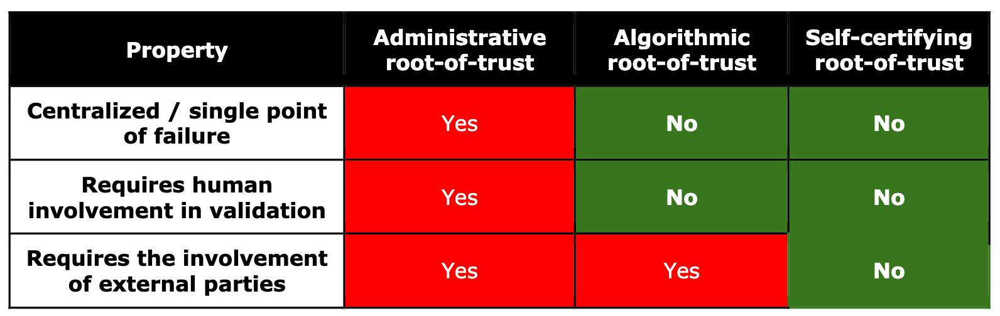 Property
Administrative
root-of-trust
Algorithmic
root-of-trust
Self-certifying
root-of-trust
Centralized / single point
of failure
Yes
No
No
Requires human
involvement in validation
Yes
No
No
Requires the involvement
of external parties
Yes
Yes
No